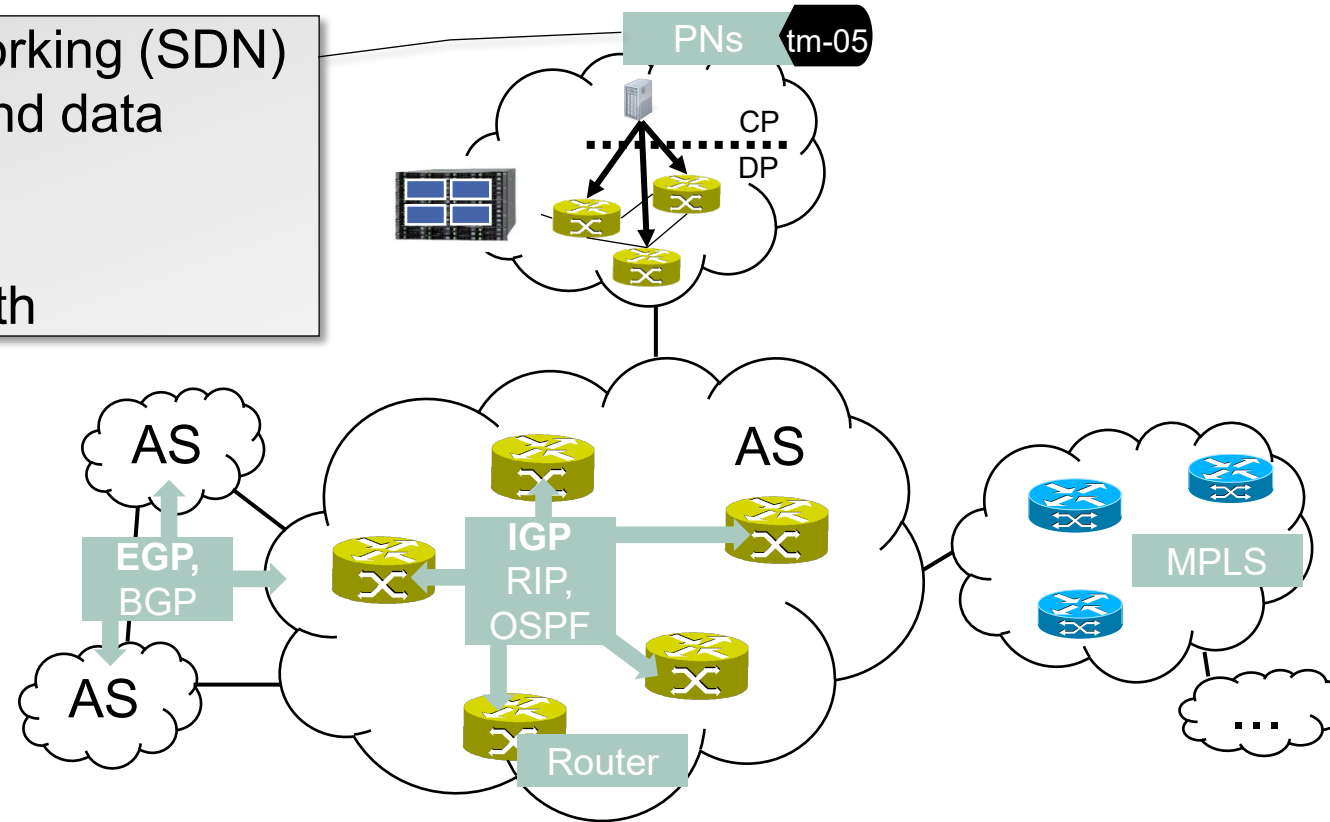 orking (SDN)
nd data
th
PNs
tm-05
CP
DP
AS
AS
EGP,
BGP
IGP
RIP,
OSPF
MPLS
AS
Router
...